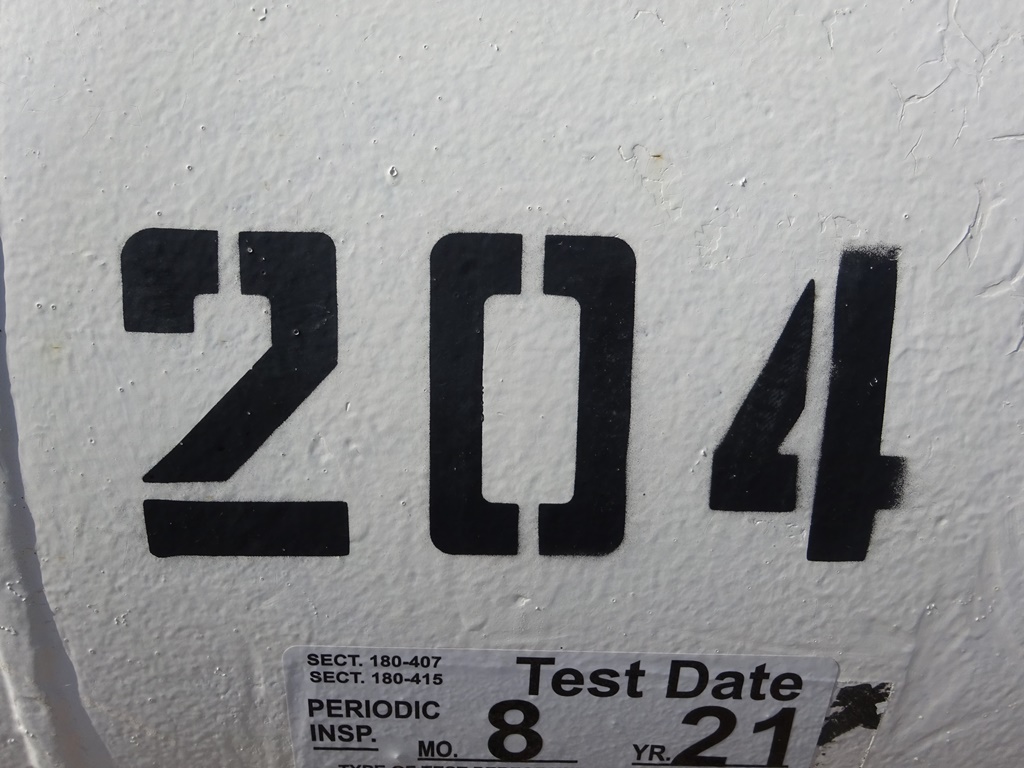 204
SECT. 180-407
SECT. 180-415
Test Date
PERIODIC
INSP.
MO. 8 YR. 21